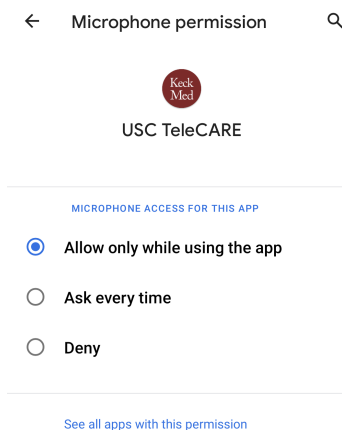 Microphone permission
Keck
Med
USC TeleCARE
MICROPHONE ACCESS FOR THIS APP
Allow only while using the app
Ask every time
Deny
See all apps with this permission